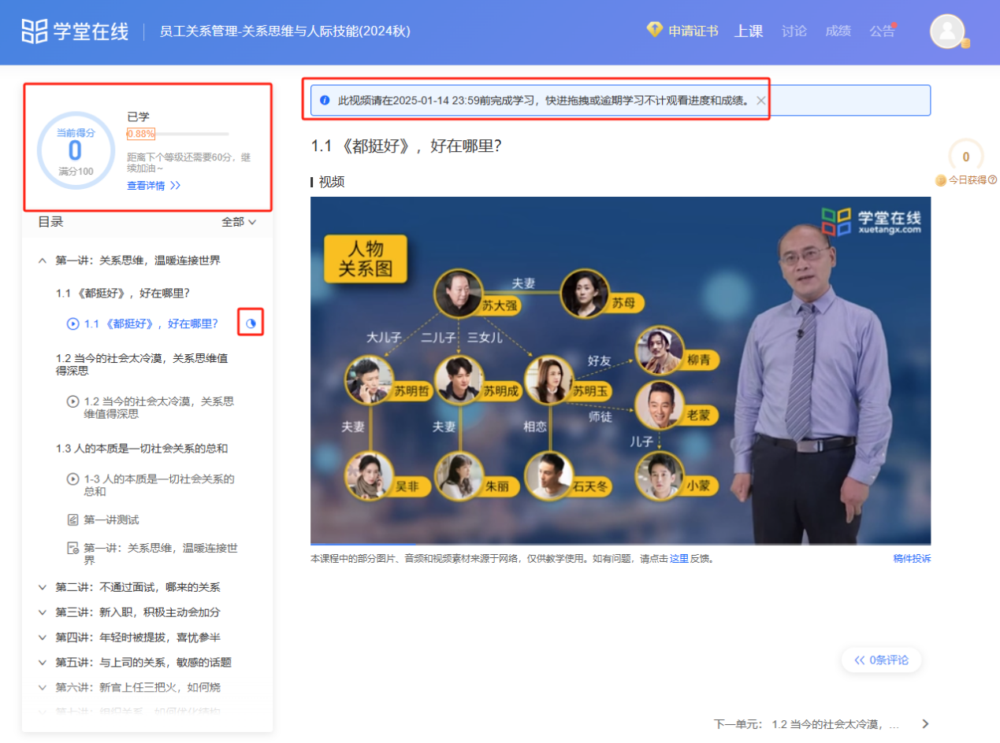 学堂在线
员工关系管理-关系思维与人际技能(2024秋)
申请证书
上课
讨论
成绩
公告
当前得分
0
满分100
已学
0.88%
距离下个等级还需要60分，继
续加油~
查看详情
目录
全部
第一讲：关系思维，温暖连接世界
1.1 《都挺好》，好在哪里？
1.1 《都挺好》，好在哪里？
1.2 当今的社会太冷漠，关系思维值
得深思
1.2 当今的社会太冷漠，关系思
维值得深思
1.3 人的本质是一切社会关系的总和
1-3 人的本质是一切社会关系的
总和
第一讲测试
第一讲：关系思维，温暖连接世
界
第二讲：不通过面试，哪来的关系
第三讲：新入职，积极主动会加分
第四讲：年轻时被提拔，喜忧参半
第五讲：与上司的关系，敏感的话题
第六讲：新官上任三把火，如何烧
第七讲：组织关系，如何优化结构
此视频请在2025-01-14 23:59前完成学习，快进拖拽或逾期学习不计观看进度和成绩。
1.1 《都挺好》，好在哪里？
视频
学堂在线
xuetangx.com
人物
关系图
苏大强
夫妻
苏母
大儿子
二儿子
三女儿
好友
柳青
苏明哲
苏明成
苏明玉
师徒
老蒙
夫妻
夫妻
相恋
儿子
吴非
朱丽
石天冬
小蒙
本课程中的部分图片、音频和视频素材来源于网络，仅供教学使用。如有问题，请点击这里反馈。
稿件投诉
0
今日获得
0条评论
下一单元： 1.2 当今的社会太冷漠，...